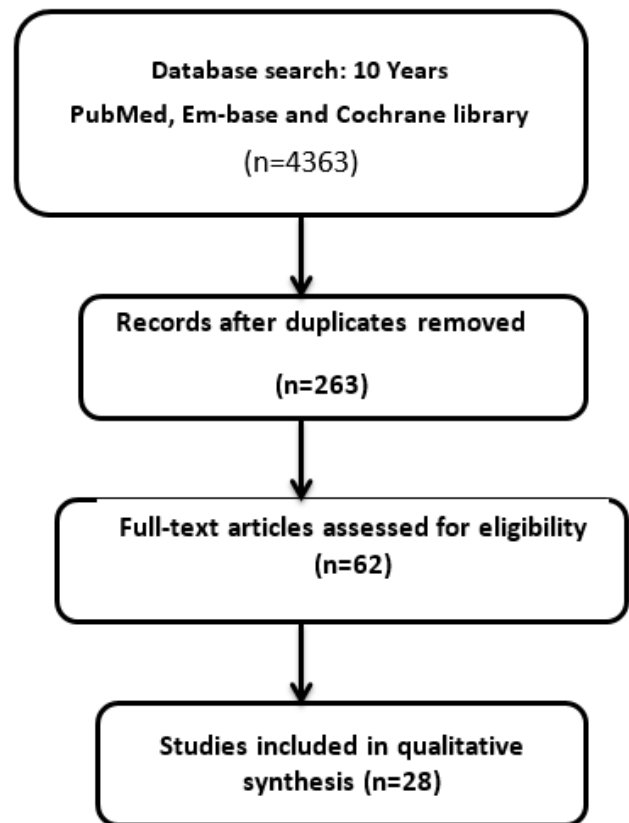 Database search: 10 Years
PubMed, Em-base and Cochrane library
(n=4363)
Records after duplicates removed
(n=263)
Full-text articles assessed for eligibility
(n=62)
Studies included in qualitative
synthesis (n=28)